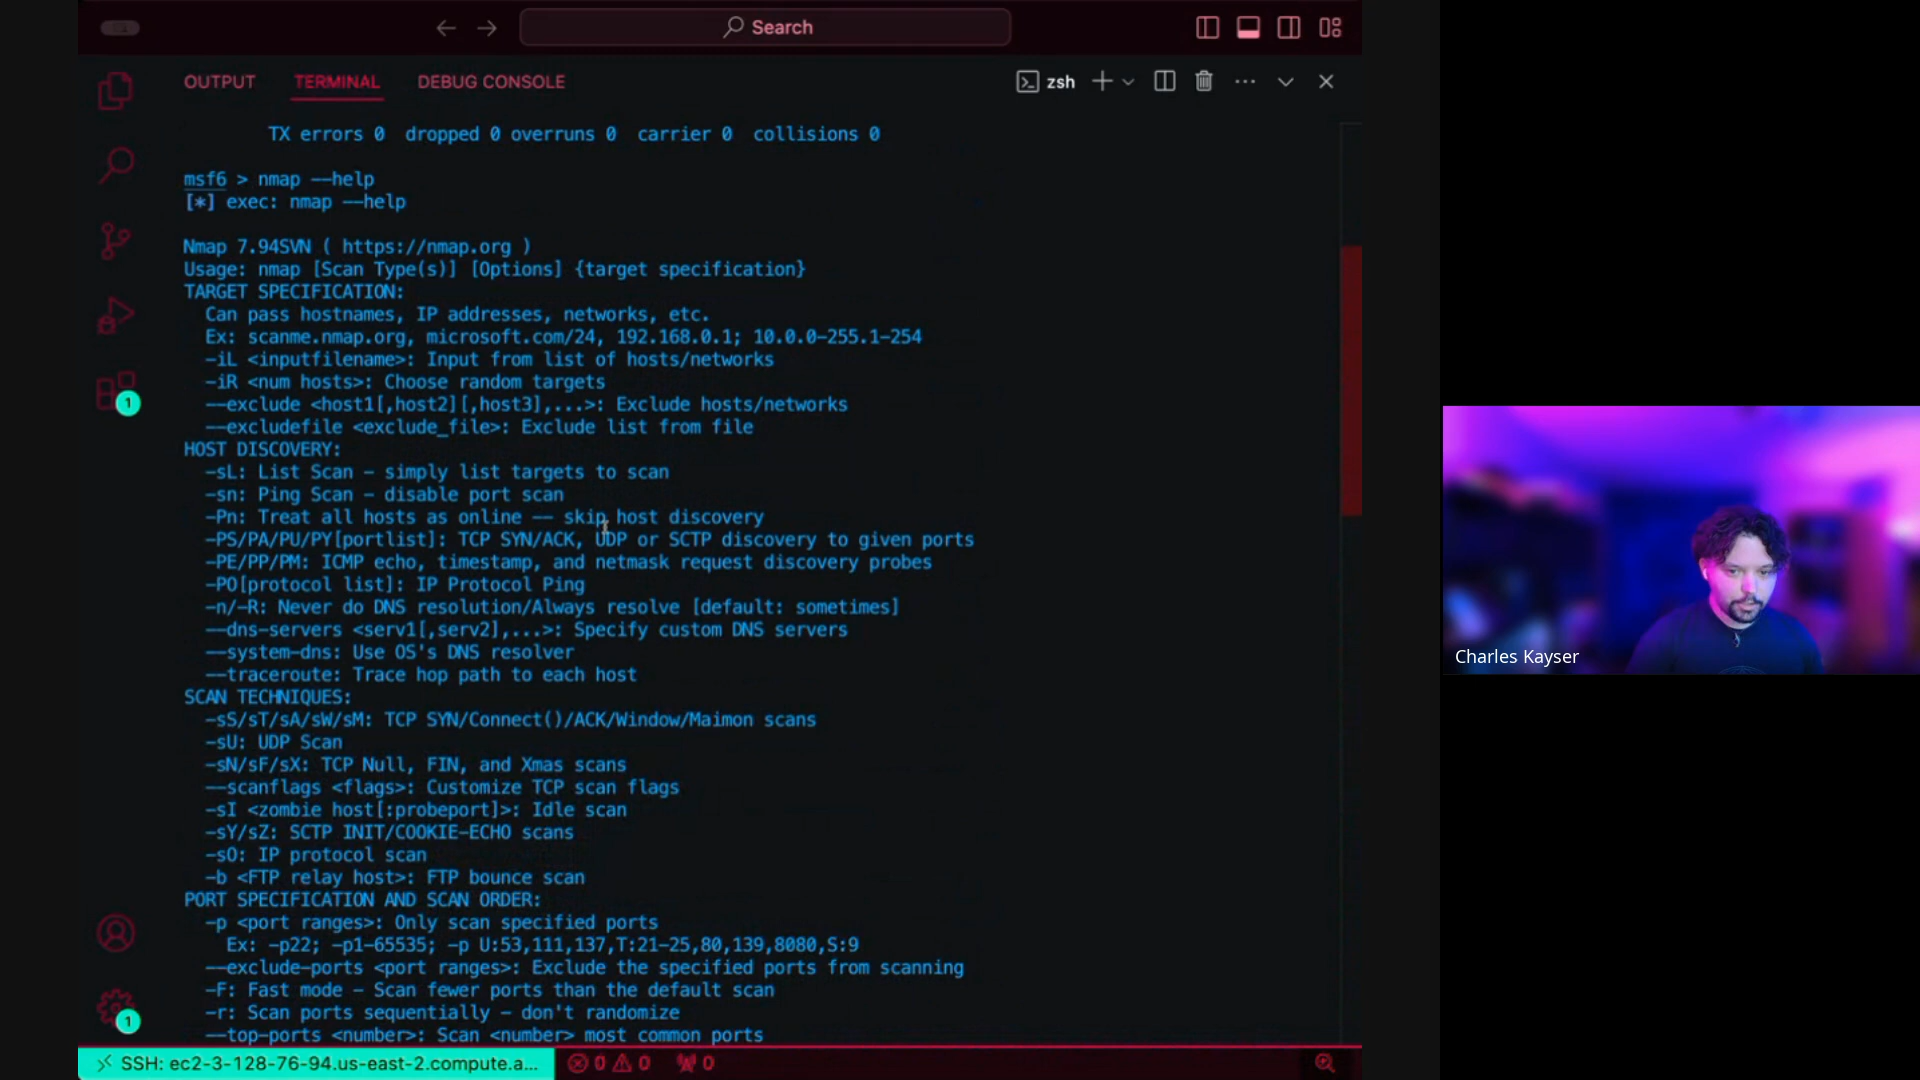 Search
OUTPUT TERMINAL DEBUG CONSOLE
zsh
TX errors 0  dropped 0 overruns 0  carrier 0  collisions 0
msf6 > nmap --help
[*] exec: nmap --help
Nmap 7.94SVN ( https://nmap.org )
Usage: nmap [Scan Type(s)] [Options] {target specification}
TARGET SPECIFICATION:
  Can pass hostnames, IP addresses, networks, etc.
  Ex: scanme.nmap.org, microsoft.com/24, 192.168.0.1; 10.0.0-255.1-254
  -iL <inputfilename>: Input from list of hosts/networks
  -iR <num hosts>: Choose random targets
  --exclude <host1[,host2][,host3],...>: Exclude hosts/networks
  --excludefile <exclude_file>: Exclude list from file
HOST DISCOVERY:
  -sL: List Scan - simply list targets to scan
  -sn: Ping Scan - disable port scan
  -Pn: Treat all hosts as online -- skip host discovery
  -PS/PA/PU/PY[portlist]: TCP SYN/ACK, UDP or SCTP discovery to given ports
  -PE/PP/PM: ICMP echo, timestamp, and netmask request discovery probes
  -PO[protocol list]: IP Protocol Ping
  -n/-R: Never do DNS resolution/Always resolve [default: sometimes]
  --dns-servers <serv1[,serv2],...>: Specify custom DNS servers
  --system-dns: Use OS's DNS resolver
  --traceroute: Trace hop path to each host
SCAN TECHNIQUES:
  -sS/sT/sA/sW/sM: TCP SYN/Connect()/ACK/Window/Maimon scans
  -sU: UDP Scan
  -sN/sF/sX: TCP Null, FIN, and Xmas scans
  --scanflags <flags>: Customize TCP scan flags
  -sI <zombie host[:probeport]>: Idle scan
  -sY/sZ: SCTP INIT/COOKIE-ECHO scans
  -sO: IP protocol scan
  -b <FTP relay host>: FTP bounce scan
PORT SPECIFICATION AND SCAN ORDER:
  -p <port ranges>: Only scan specified ports
    Ex: -p22; -p1-65535; -p U:53,111,137,T:21-25,80,139,8080,S:9
  --exclude-ports <port ranges>: Exclude the specified ports from scanning
  -F: Fast mode - Scan fewer ports than the default scan
  -r: Scan ports sequentially - don't randomize
  --top-ports <number>: Scan <number> most common ports
1
1
SSH: ec2-3-128-76-94.us-east-2.compute.a... 0 0 0
Charles Kayser